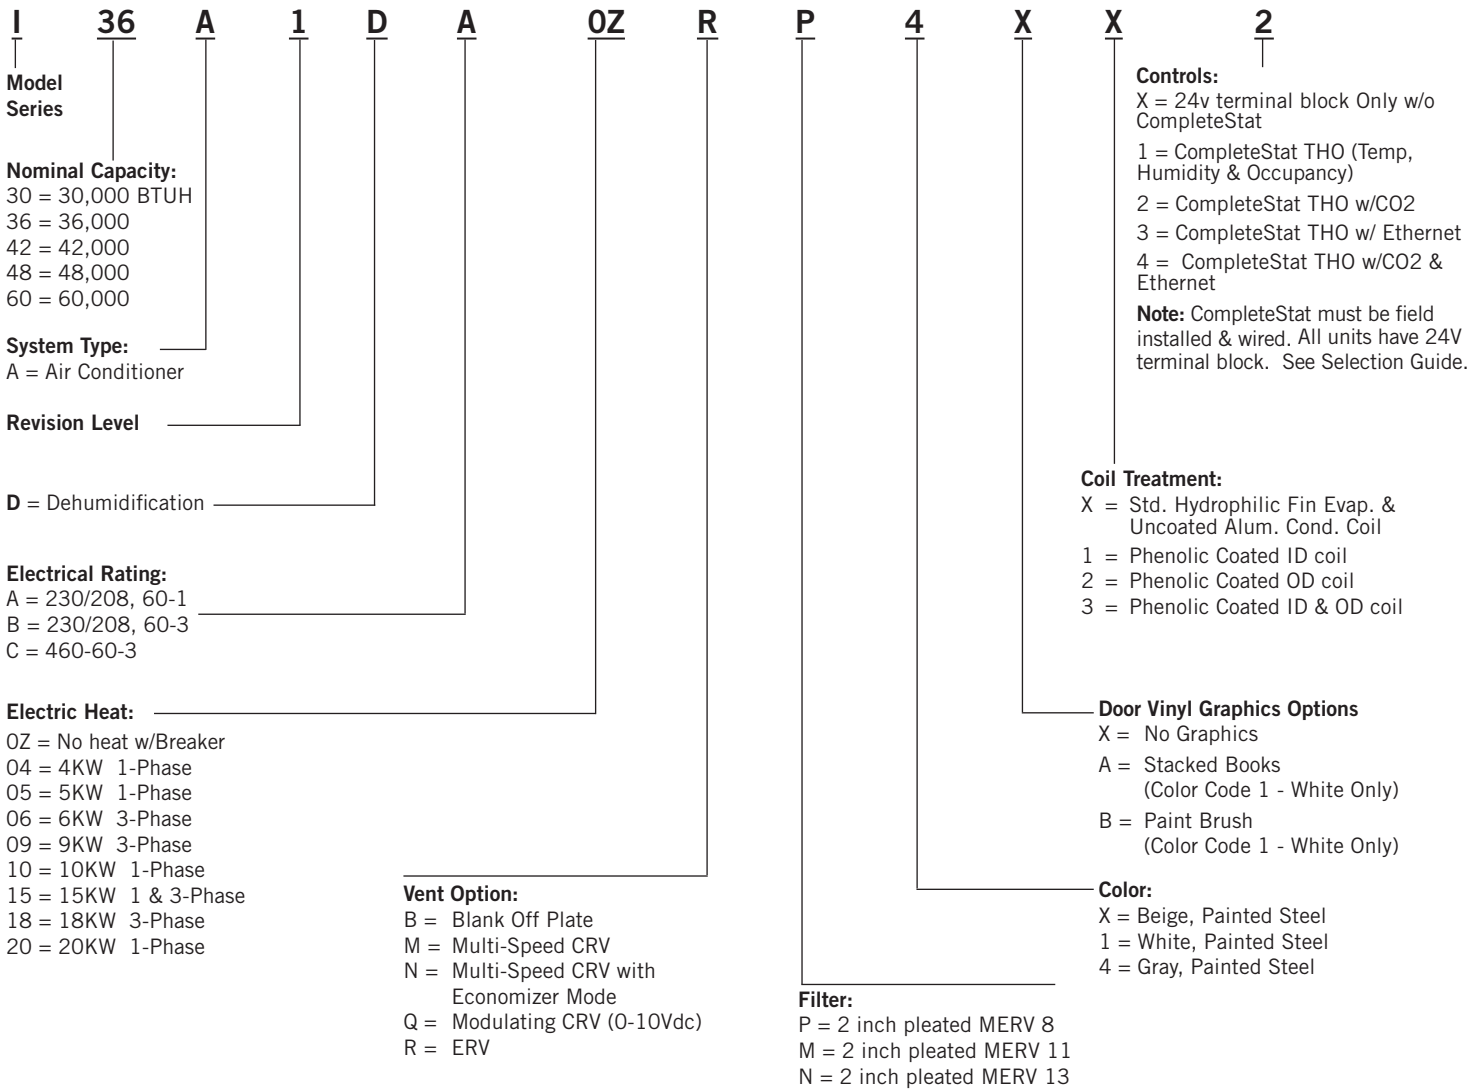 I 36 A 1 D A 0Z R P 4 X X 2
Model
Series
Nominal Capacity:
30 = 30,000 BTUH
36 = 36,000
42 = 42,000
48 = 48,000
60 = 60,000
System Type:
A = Air Conditioner
Revision Level
D = Dehumidification
Electrical Rating:
A = 230/208, 60-1
B = 230/208, 60-3
C = 460-60-3
Electric Heat:
0Z = No heat w/Breaker
04 = 4KW 1-Phase
05 = 5KW 1-Phase
06 = 6KW 3-Phase
09 = 9KW 3-Phase
10 = 10KW 1-Phase
15 = 15KW 1 & 3-Phase
18 = 18KW 3-Phase
20 = 20KW 1-Phase
Vent Option:
B = Blank Off Plate
M = Multi-Speed CRV
N = Multi-Speed CRV with
Economizer Mode
Q = Modulating CRV (0-10Vdc)
R = ERV
Filter:
P = 2 inch pleated MERV 8
M = 2 inch pleated MERV 11
N = 2 inch pleated MERV 13
Color:
X = Beige, Painted Steel
1 = White, Painted Steel
4 = Gray, Painted Steel
Door Vinyl Graphics Options
X = No Graphics
A = Stacked Books
(Color Code 1 - White Only)
B = Paint Brush
(Color Code 1 - White Only)
Coil Treatment:
X = Std. Hydrophilic Fin Evap. &
Uncoated Alum. Cond. Coil
1 = Phenolic Coated ID coil
2 = Phenolic Coated OD coil
3 = Phenolic Coated ID & OD coil
Controls:
X = 24v terminal block Only w/o
CompleteStat
1 = CompleteStat THO (Temp,
Humidity & Occupancy)
2 = CompleteStat THO w/CO2
3 = CompleteStat THO w/ Ethernet
4 = CompleteStat THO w/CO2 &
Ethernet
Note: CompleteStat must be field
installed & wired. All units have 24V
terminal block. See Selection Guide.